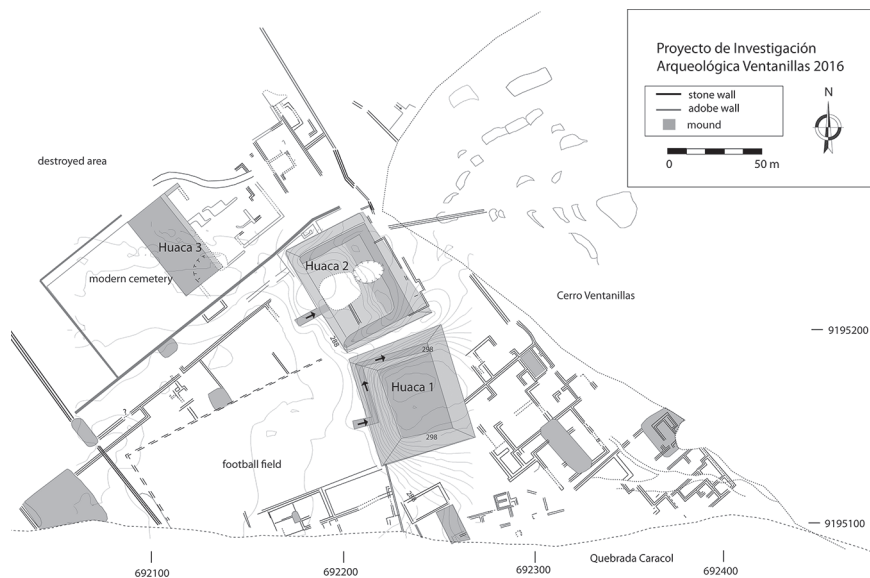 Proyecto de Investigación
Arqueológica Ventanillas 2016
stone wall
adobe wall
mound
N
0 50 m
destroyed area
Huaca 3
Huaca 2
modern cemetery
Cerro Ventanillas
298
9195200
298
Huaca 1
?
298
football field
9195100
Quebrada Caracol
692100
692200
692300
692400